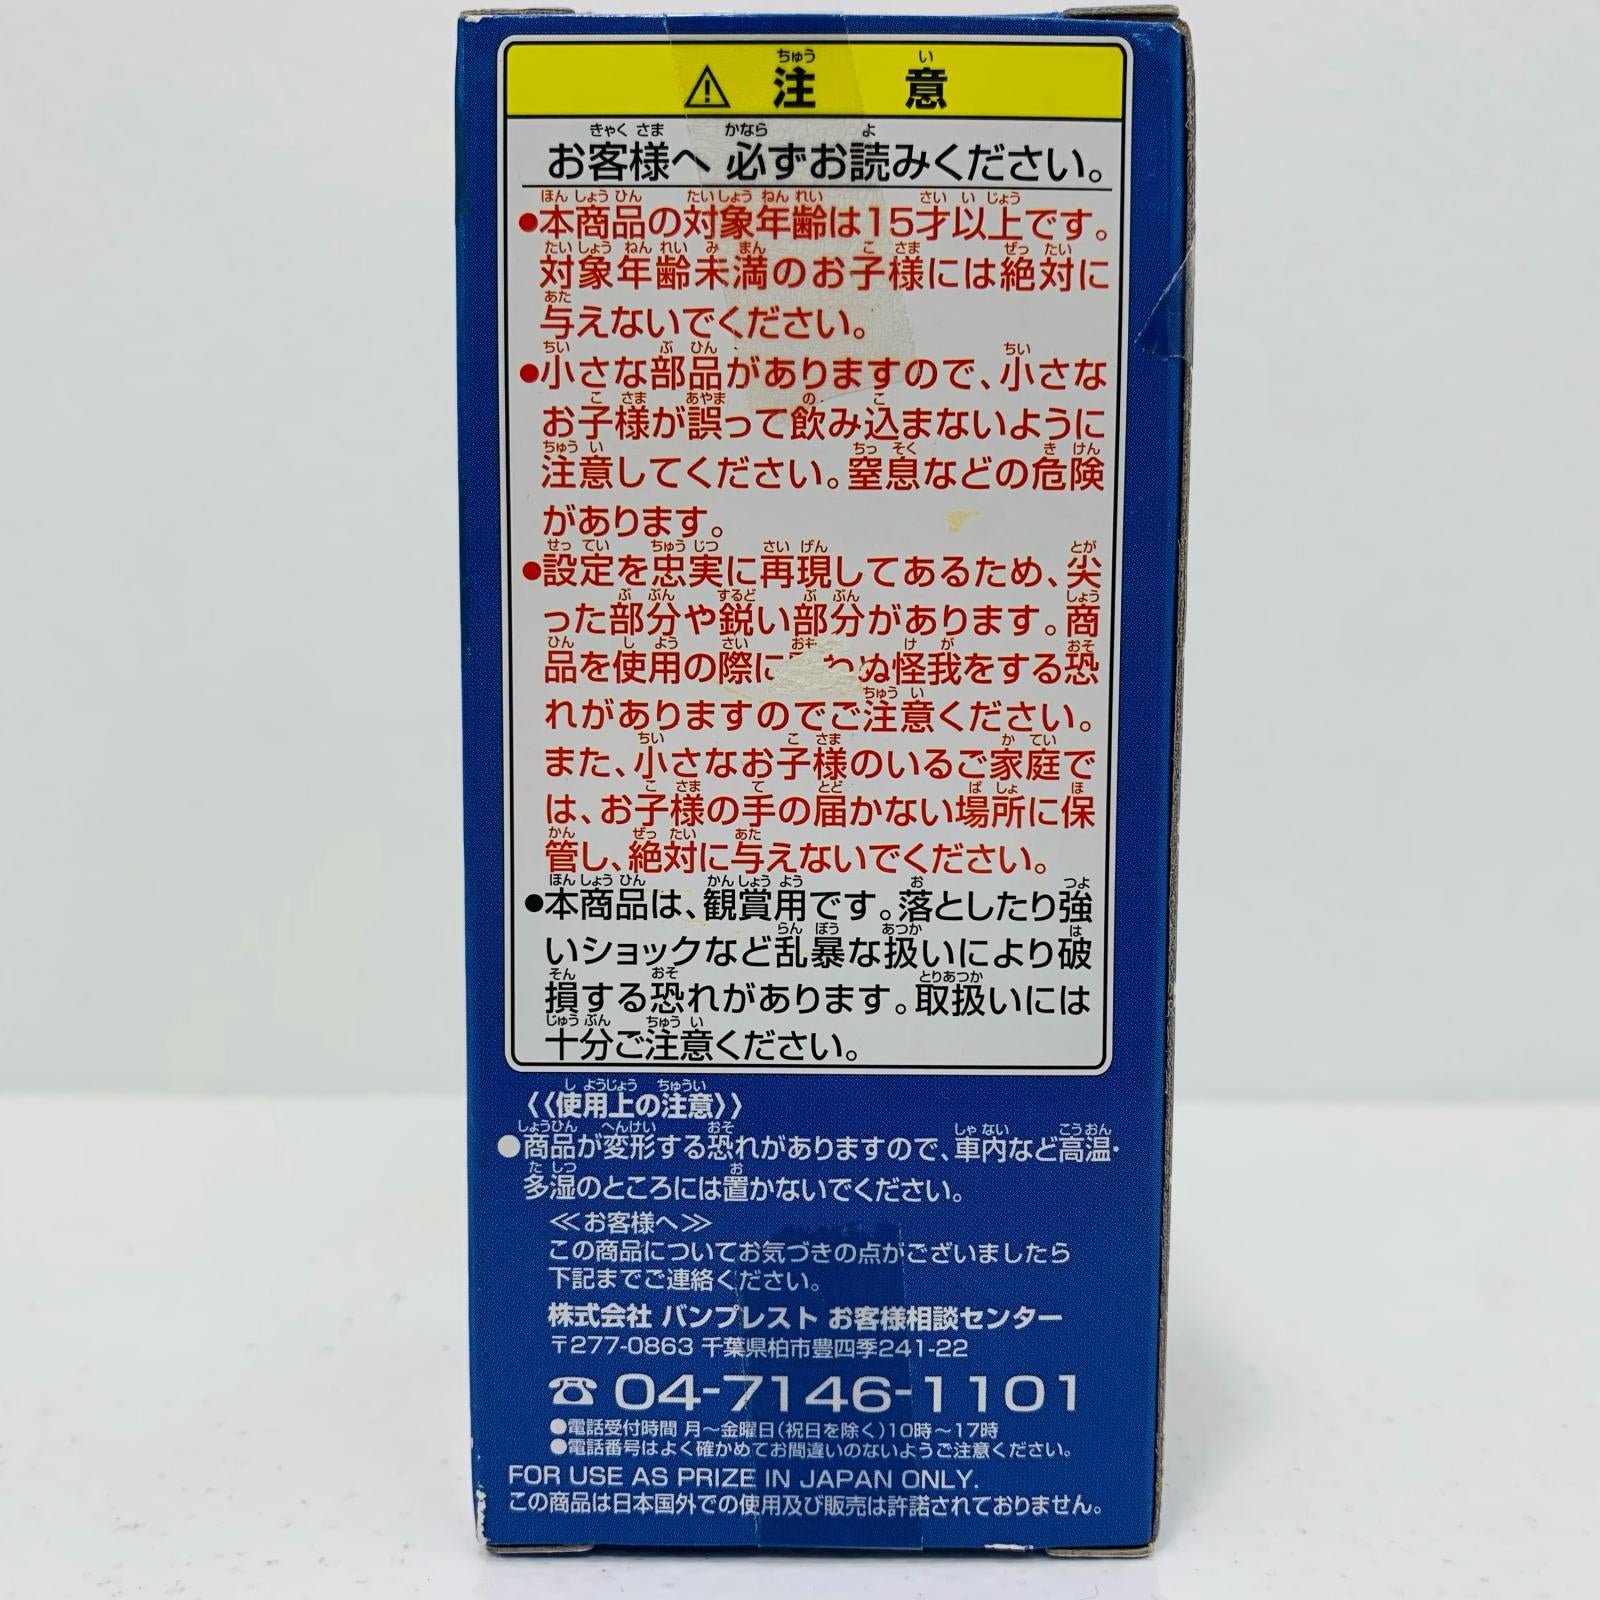 ⚠ 注意
お客様へ 必ずお読みください。
●本商品の対象年齢は15才以上です。
対象年齢未満のお子様には絶対に
与えないでください。
●小さな部品がありますので、小さな
お子様が誤って飲み込まないように
注意してください。窒息などの危険
があります。
●設定を忠実に再現してあるため、尖
った部分や鋭い部分があります。商
品を使用の際に わぬ怪我をする恐
れがありますのでご注意ください。
また、小さなお子様のいるご家庭で
は、お子様の手の届かない場所に保
管し、絶対に与えないでください。
●本商品は、観賞用です。落としたり強
いショックなど乱暴な扱いにより破
損する恐れがあります。取扱いには
十分ご注意ください。
《使用上の注意》
●商品が変形する恐れがありますので、車内など高温・
多湿のところには置かないでください。
≪お客様へ≫
この商品についてお気づきの点がございましたら
下記までご連絡ください。
株式会社 バンプレスト お客様相談センター
〒277-0863 千葉県柏市豊四季241-22
☎ 04-7146-1101
●電話受付時間 月～金曜日(祝日を除く)10時～17時
●電話番号はよく確かめてお間違いのないようご注意ください。
FOR USE AS PRIZE IN JAPAN ONLY.
この商品は日本国外での使用及び販売は許諾されておりません。